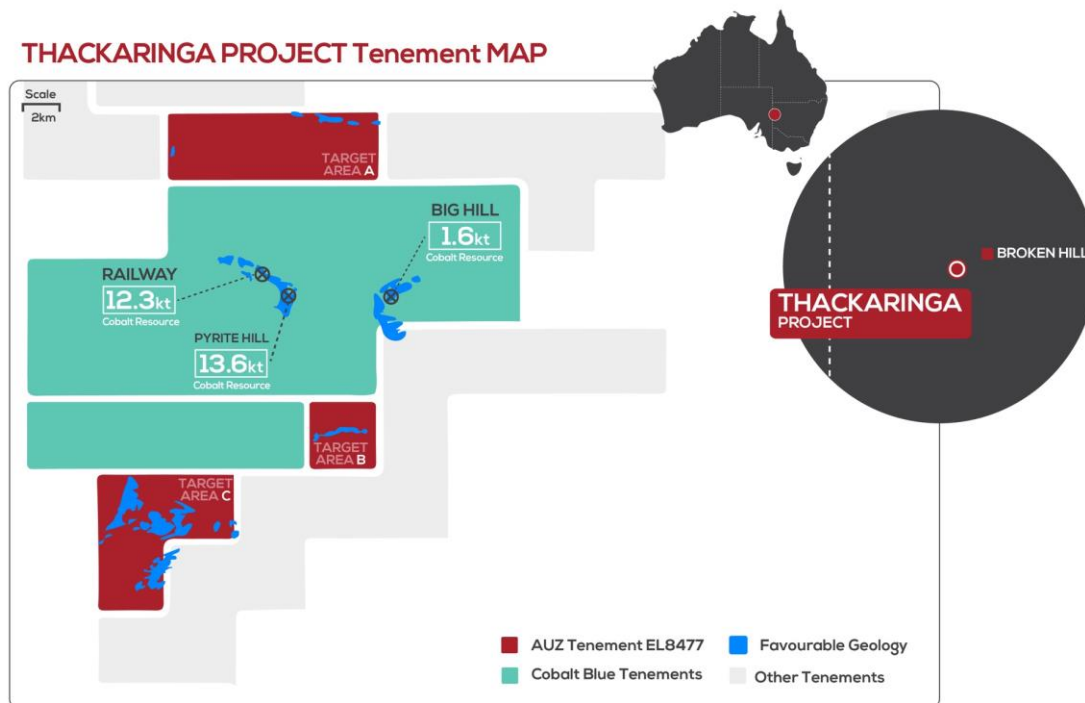 THACKARINGA PROJECT Tenement MAP
Scale
2km
TARGET
AREA A
BIG HILL
1.6kt
Cobalt Resource
RAILWAY
12.3kt
Cobalt Resource
PYRITE HILL
13.6kt
Cobalt Resource
TARGET
AREA B
TARGET
AREA C
BROKEN HILL
THACKARINGA
PROJECT
AUZ Tenement EL8477
Favourable Geology
Cobalt Blue Tenements
Other Tenements